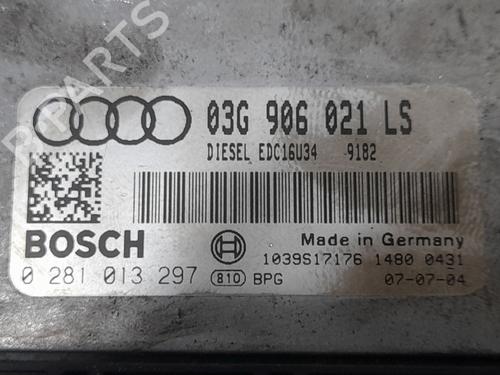 03G 906 021 LS
DIESEL EDC16U34 9182
BOSCH
Made in Germany
1039S17176 1480 0431
0 281 013 297 810 BPG 07-07-04
B-PARTS